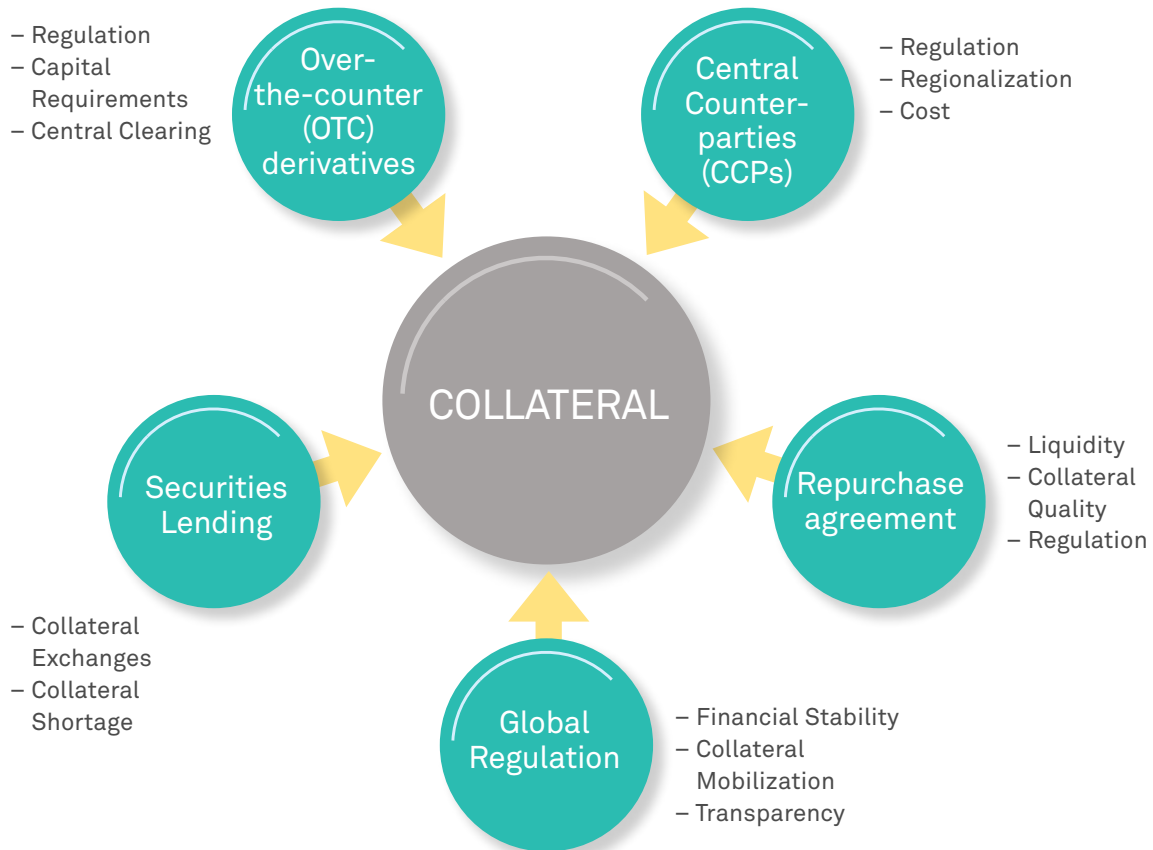 – Regulation
– Capital
Requirements
– Central Clearing
Over-
the-counter
(OTC)
derivatives
Central
Counter-
parties
(CCPs)
– Regulation
– Regionalization
– Cost
COLLATERAL
Securities
Lending
– Collateral
Exchanges
– Collateral
Shortage
Repurchase
agreement
– Liquidity
– Collateral
Quality
– Regulation
Global
Regulation
– Financial Stability
– Collateral
Mobilization
– Transparency